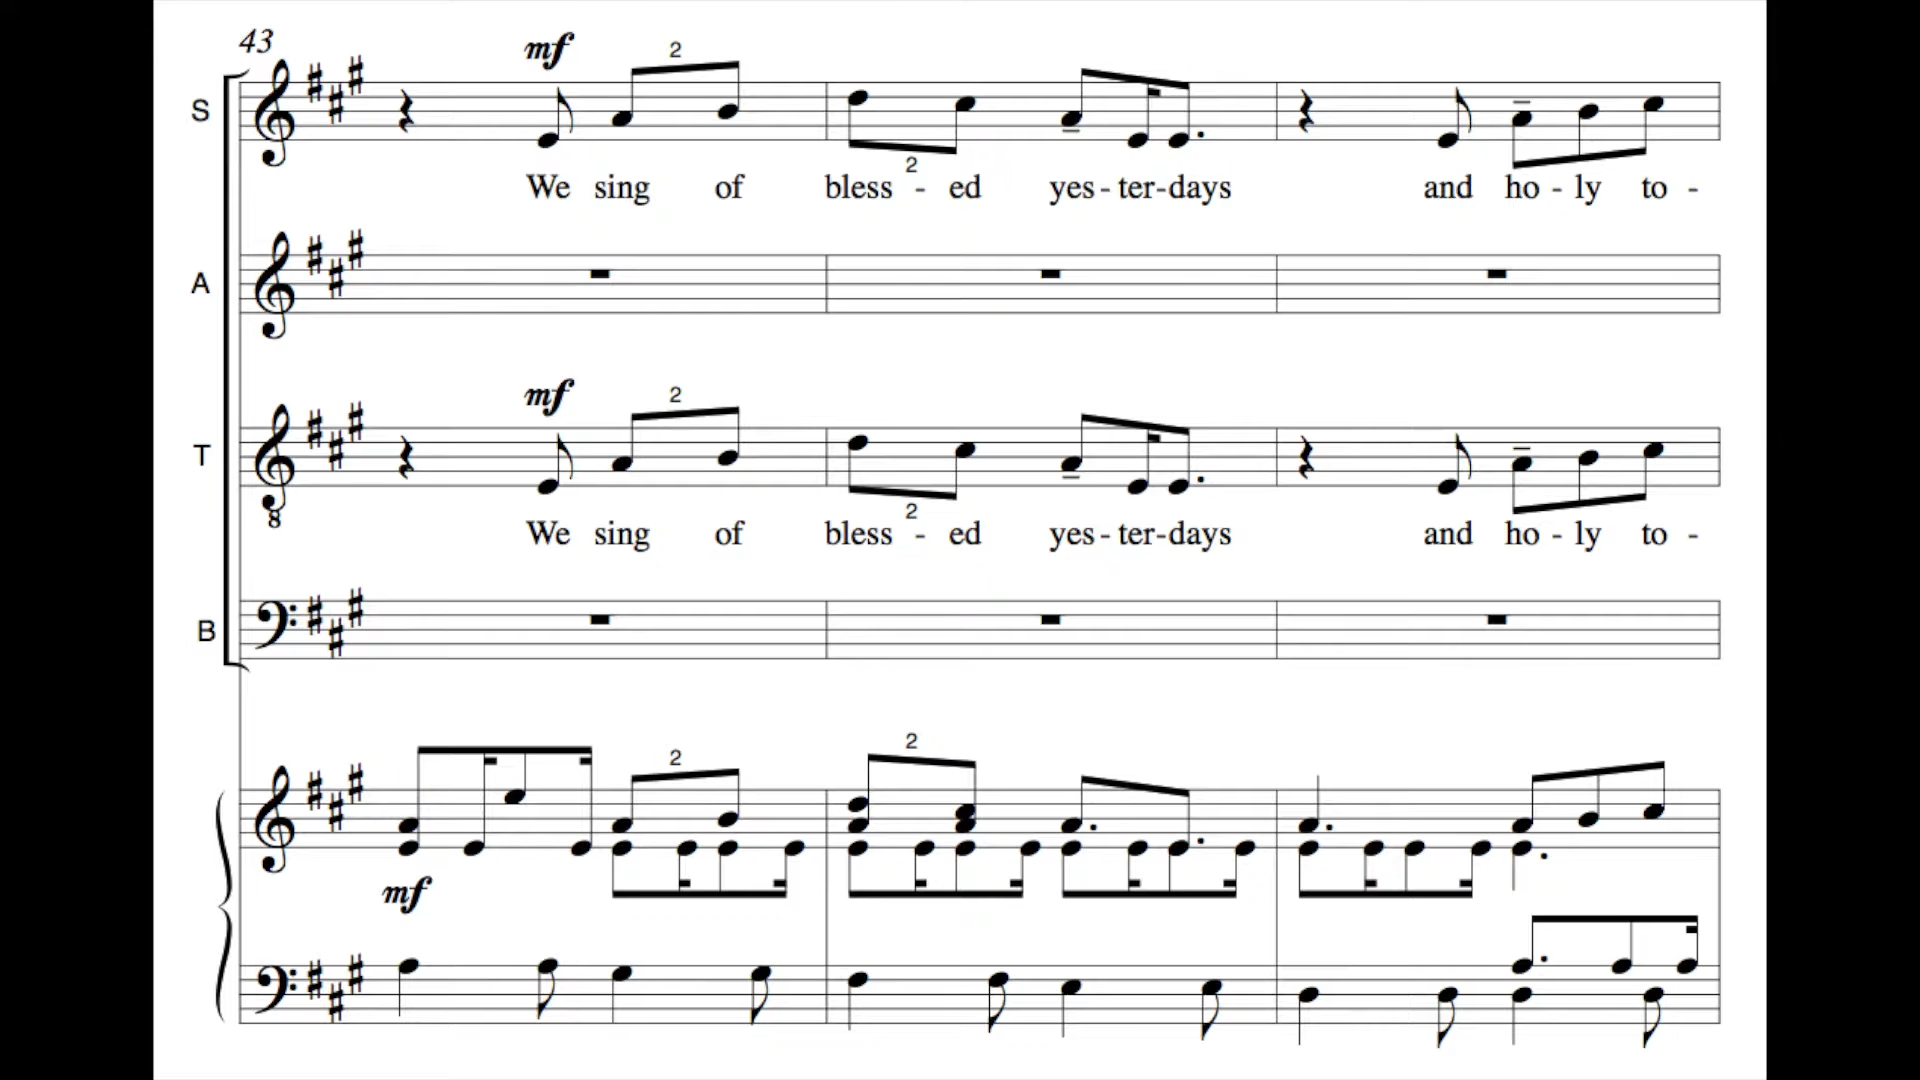 43
mf
2
S
2
We sing of bless - ed yes - ter - days and ho - ly to -
A
mf
2
T
8
2
We sing of bless - ed yes - ter - days and ho - ly to -
B
2
2
mf